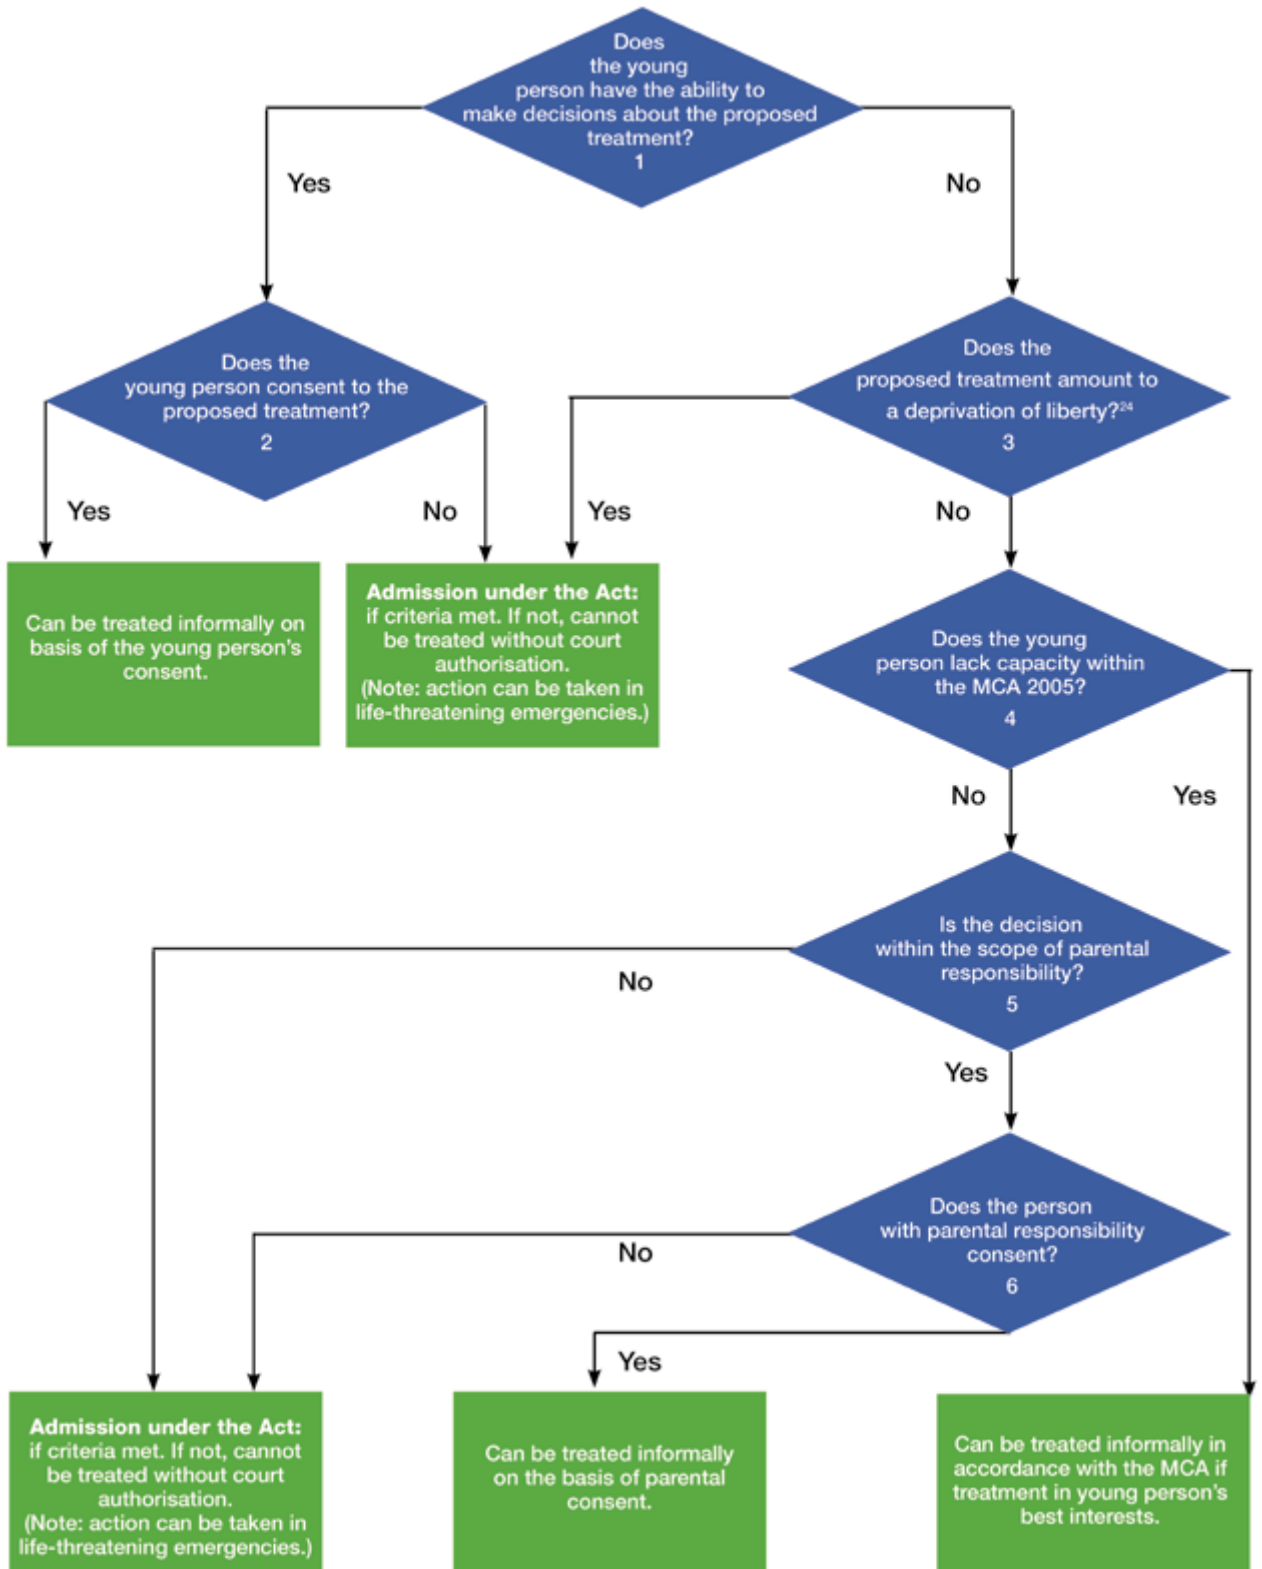 Does
the young
person have the ability to
make decisions about the proposed
treatment?
1
Yes
No
Does the
young person consent to the
proposed treatment?
2
Does the
proposed treatment amount to
a deprivation of liberty?²⁴
3
Yes
No
Yes
No
Can be treated informally on
basis of the young person's
consent.
Admission under the Act:
if criteria met. If not, cannot
be treated without court
authorisation.
(Note: action can be taken in
life-threatening emergencies.)
Does the young
person lack capacity within
the MCA 2005?
4
No
Yes
Is the decision
within the scope of parental
responsibility?
5
No
Yes
Does the person
with parental responsibility
consent?
6
No
Yes
Admission under the Act:
if criteria met. If not, cannot
be treated without court
authorisation.
(Note: action can be taken in
life-threatening emergencies.)
Can be treated informally
on the basis of parental
consent.
Can be treated informally in
accordance with the MCA if
treatment in young person's
best interests.